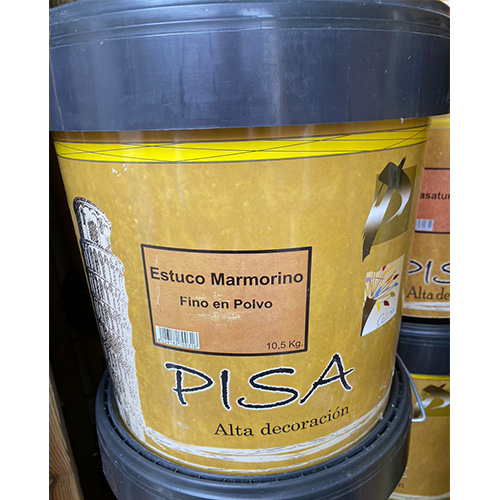 Estuco Marmorino
Fino en Polvo
10,5 Kg.
PISA
Alta decoración
PIS
Alta de